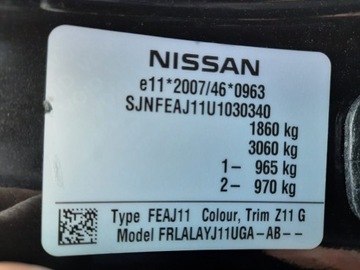 NISSAN
e11*2007/46*0963
SJNFEAJ11U1030340
1860 kg
3060 kg
1- 965 kg
2- 970 kg
Type FEAJ11 Colour, Trim Z11 G
Model FRLALAYJ11UGA-AB--